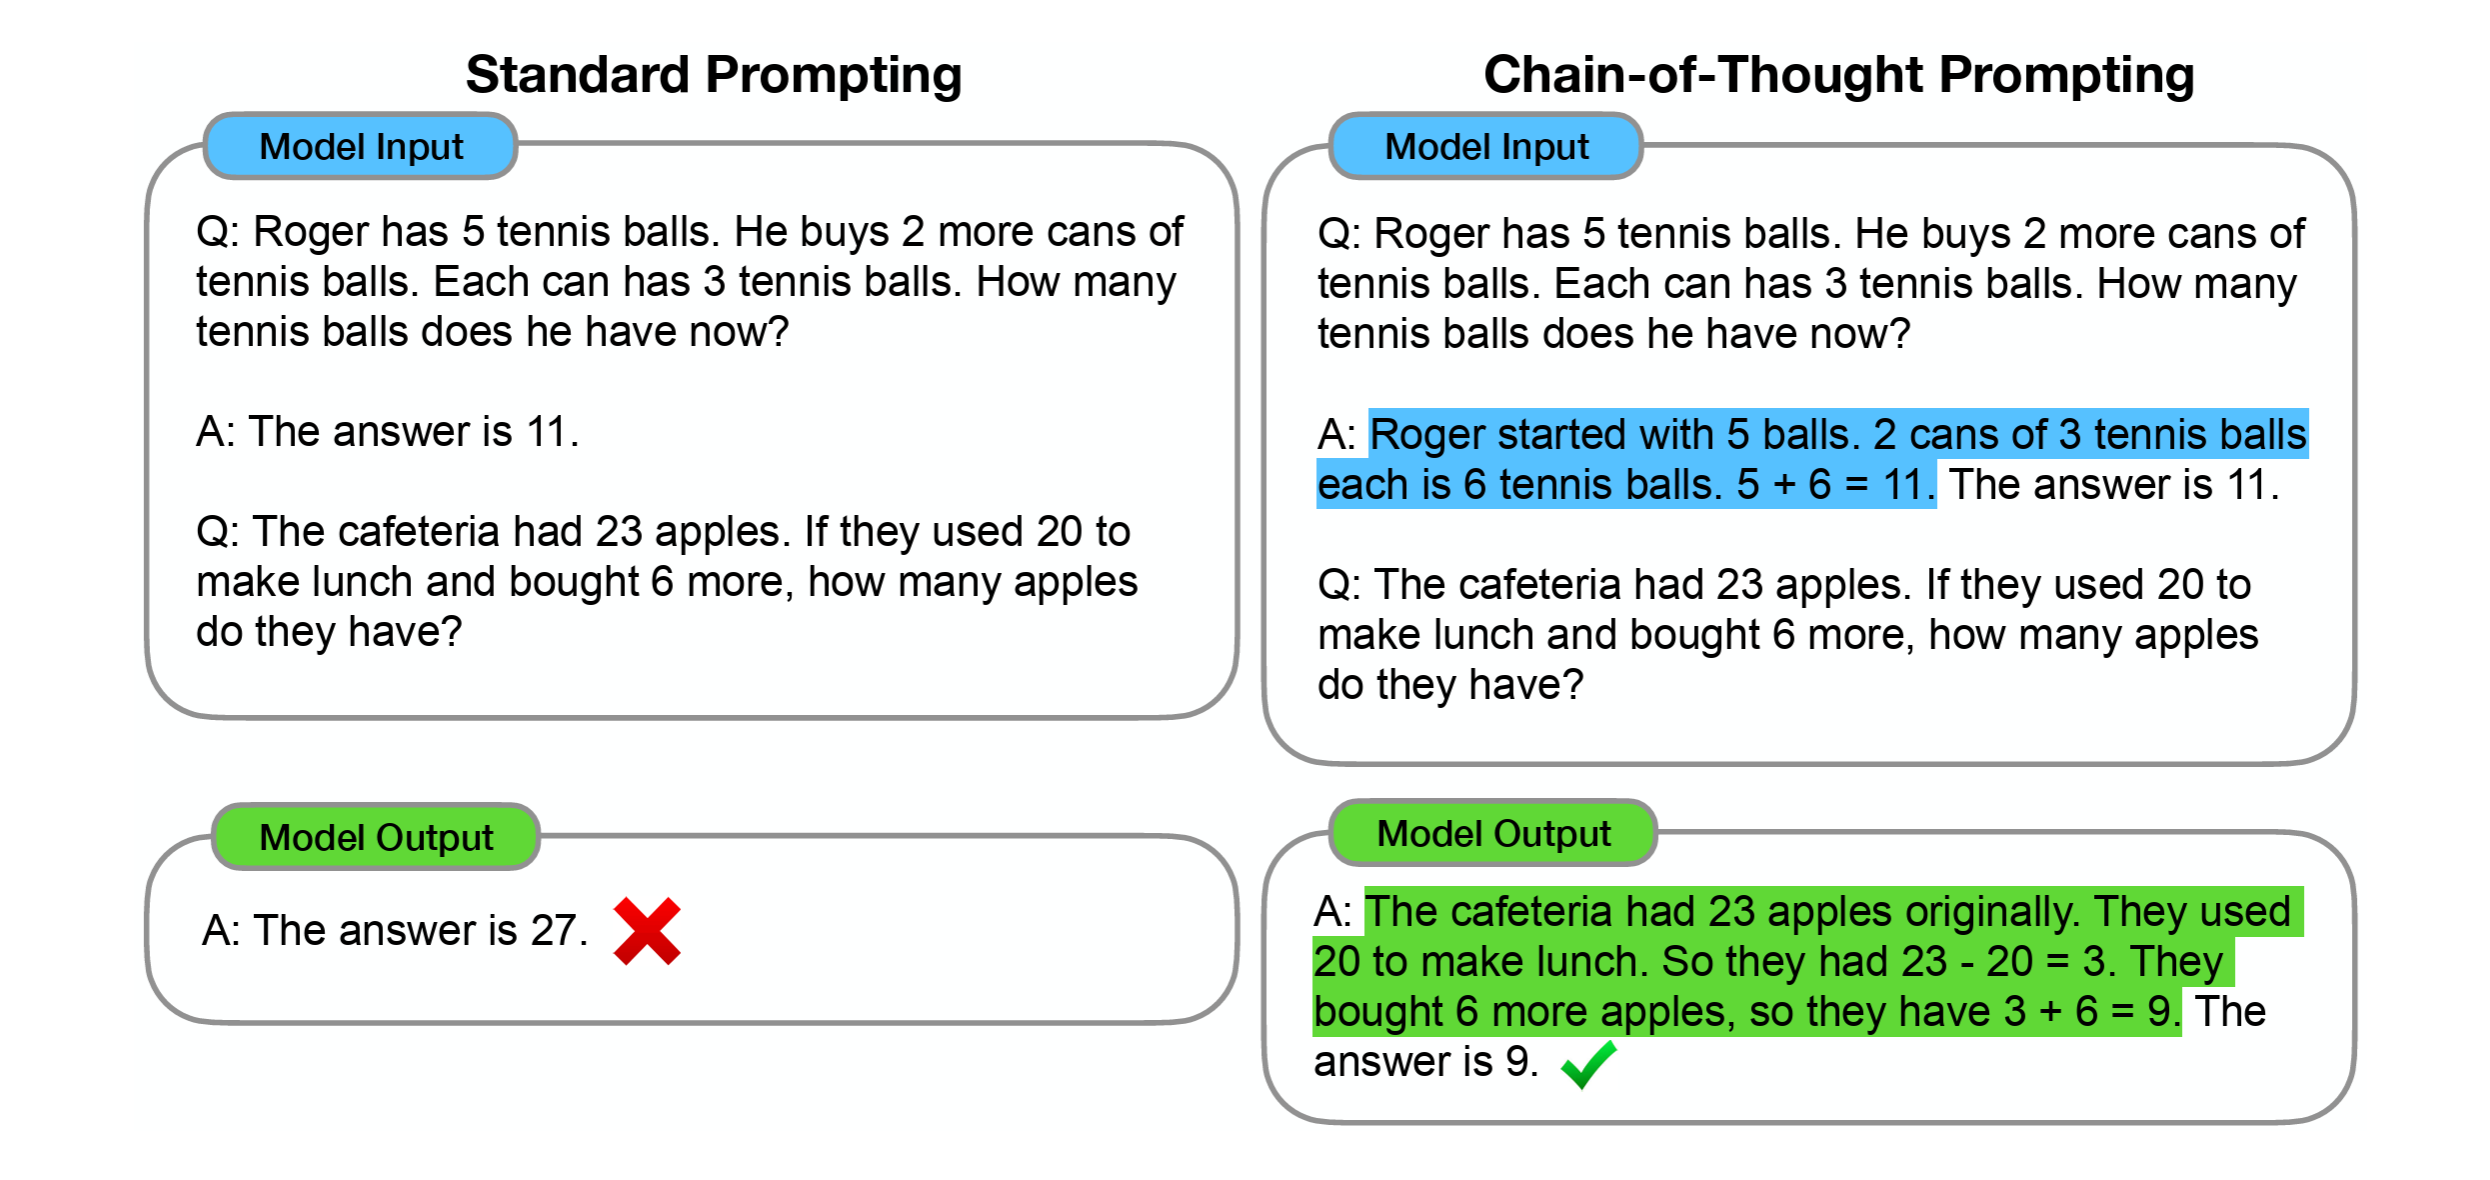 Standard Prompting
Model Input
Q: Roger has 5 tennis balls. He buys 2 more cans of
tennis balls. Each can has 3 tennis balls. How many
tennis balls does he have now?
A: The answer is 11.
Q: The cafeteria had 23 apples. If they used 20 to
make lunch and bought 6 more, how many apples
do they have?
Model Output
A: The answer is 27.
Chain-of-Thought Prompting
Model Input
Q: Roger has 5 tennis balls. He buys 2 more cans of
tennis balls. Each can has 3 tennis balls. How many
tennis balls does he have now?
A: Roger started with 5 balls. 2 cans of 3 tennis balls
each is 6 tennis balls. 5 + 6 = 11. The answer is 11.
Q: The cafeteria had 23 apples. If they used 20 to
make lunch and bought 6 more, how many apples
do they have?
Model Output
A: The cafeteria had 23 apples originally. They used
20 to make lunch. So they had 23 - 20 = 3. They
bought 6 more apples, so they have 3 + 6 = 9. The
answer is 9.